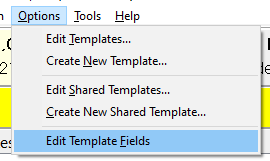 Options Tools Help
Edit Templates...
Create New Template...
Edit Shared Templates...
Create New Shared Template...
Edit Template Fields